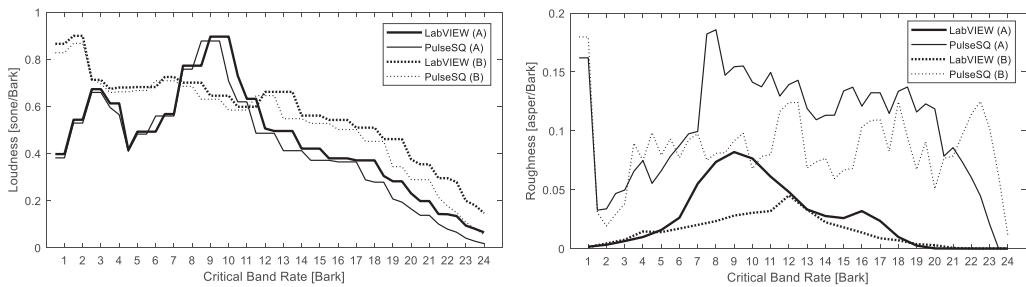 1
0.8
0.6
0.4
0.2
0
Loudness [sone/Bark]
LabVIEW (A)
PulseSQ (A)
LabVIEW (B)
PulseSQ (B)
1 2 3 4 5 6 7 8 9 10 11 12 13 14 15 16 17 18 19 20 21 22 23 24
Critical Band Rate [Bark]
0.2
0.15
0.1
0.05
0
Roughness [asper/Bark]
LabVIEW (A)
PulseSQ (A)
LabVIEW (B)
PulseSQ (B)
1 2 3 4 5 6 7 8 9 10 11 12 13 14 15 16 17 18 19 20 21 22 23 24
Critical Band Rate [Bark]